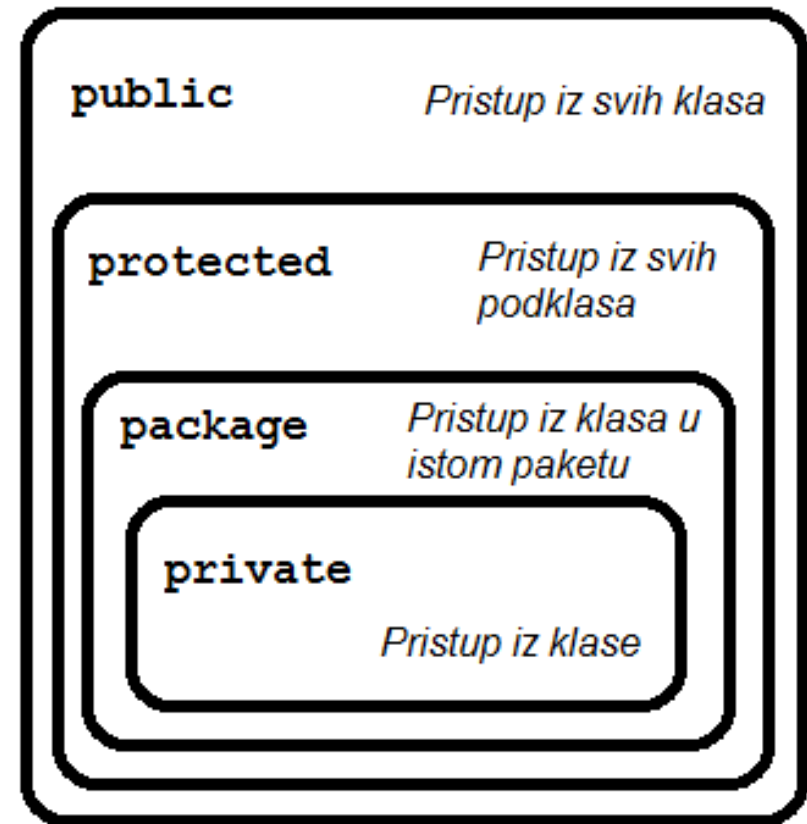 public
Pristup iz svih klasa
protected
Pristup iz svih
podklasa
package
Pristup iz klasa u
istom paketu
private
Pristup iz klase